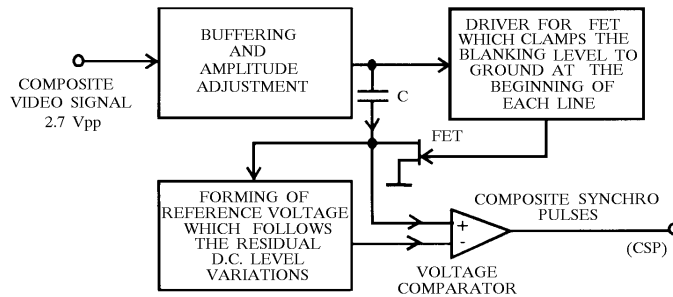 BUFFERING
AND
AMPLITUDE
ADJUSTMENT
DRIVER FOR FET
WHICH CLAMPS THE
BLANKING LEVEL TO
GROUND AT THE
BEGINNING OF
EACH LINE
COMPOSITE
VIDEO SIGNAL
2.7 Vpp
C
FET
FORMING OF
REFERENCE VOLTAGE
WHICH FOLLOWS
THE RESIDUAL
D.C. LEVEL
VARIATIONS
+
-
COMPOSITE SYNCHRO
PULSES
(CSP)
VOLTAGE
COMPARATOR